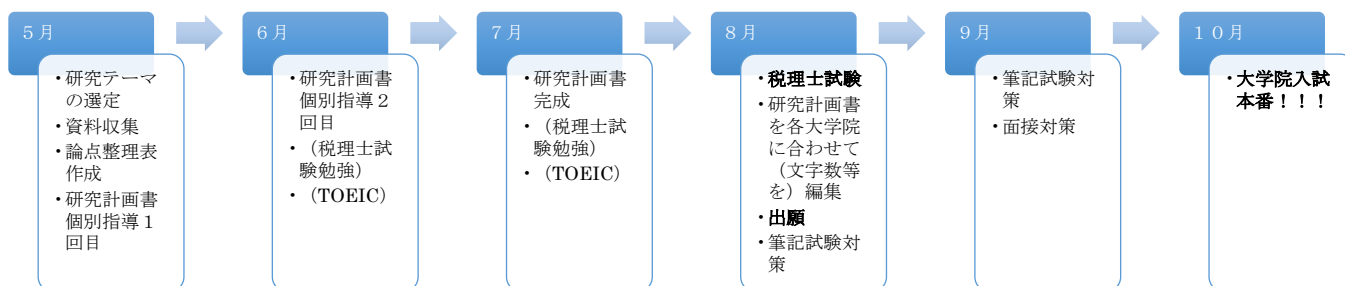 5月
・研究テーマ
の選定
・資料収集
・論点整理表
作成
・研究計画書
個別指導1
回目
6月
・研究計画書
個別指導2
回目
・（税理士試
験勉強）
・（TOEIC）
7月
・研究計画書
完成
・（税理士試
験勉強）
・（TOEIC）
8月
・税理士試験
・研究計画書
を各大学院
に合わせて
（文字数等
を）編集
・出願
・筆記試験対
策
9月
・筆記試験対
策
・面接対策
10月
・大学院入試
本番！！！